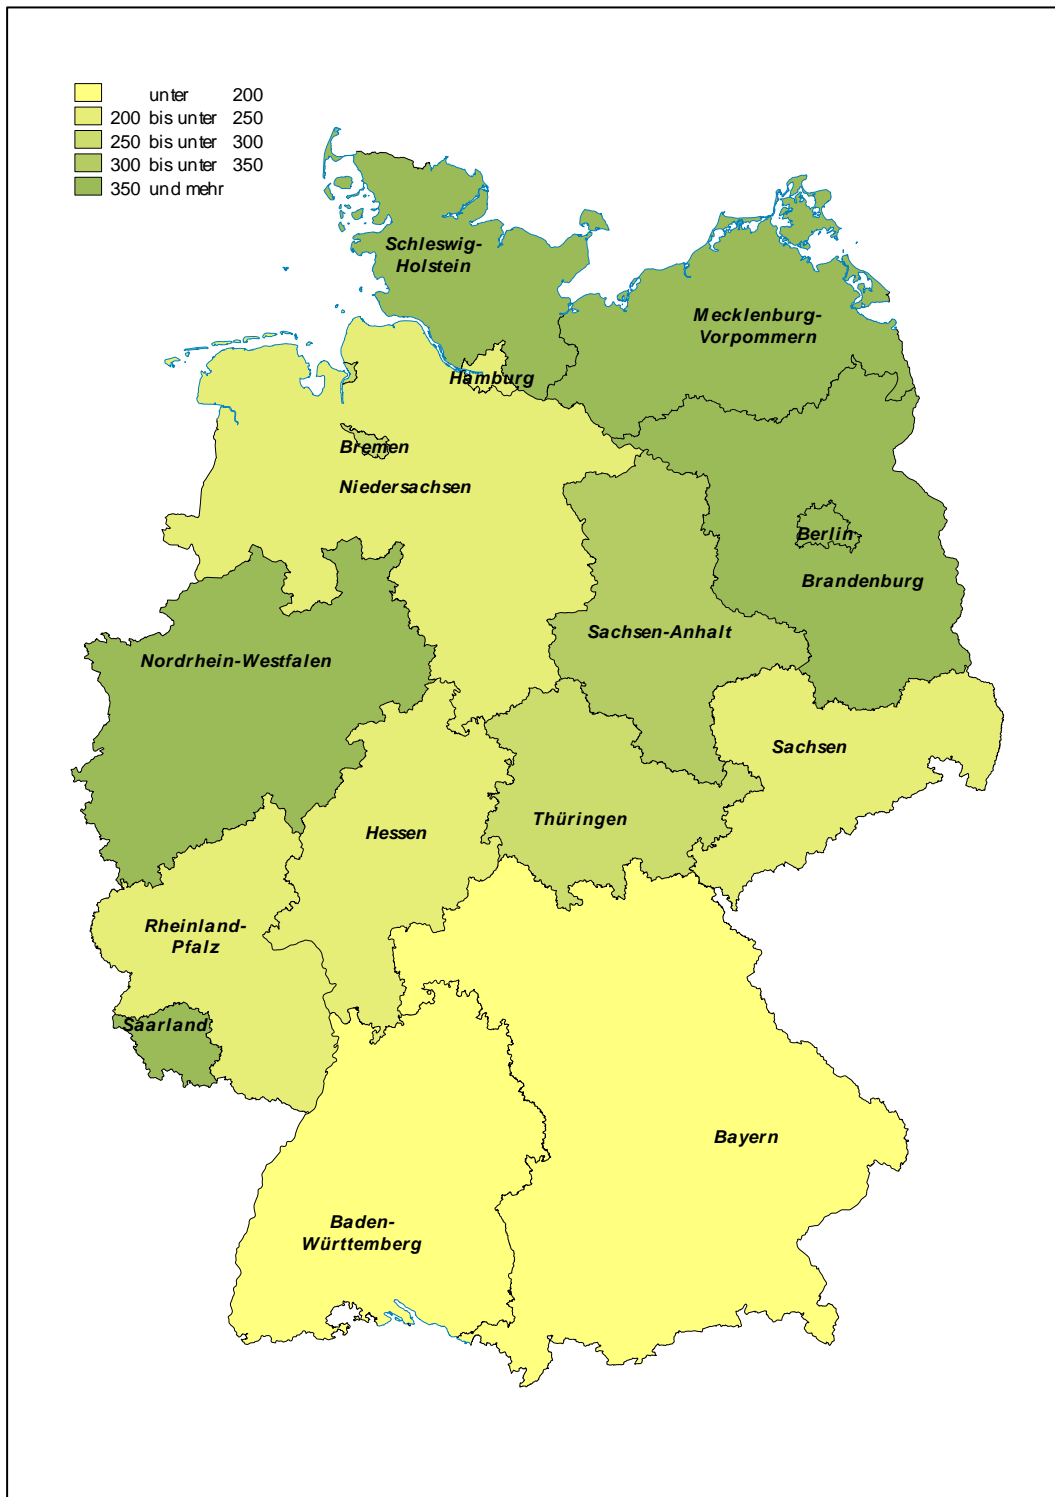 unter 200
200 bis unter 250
250 bis unter 300
300 bis unter 350
350 und mehr
Schleswig-
Holstein
Mecklenburg-
Vorpommern
Hamburg
Bremen
Niedersachsen
Berlin
Brandenburg
Sachsen-Anhalt
Nordrhein-Westfalen
Sachsen
Thüringen
Hessen
Rheinland-
Pfalz
Saarland
Bayern
Baden-
Württemberg